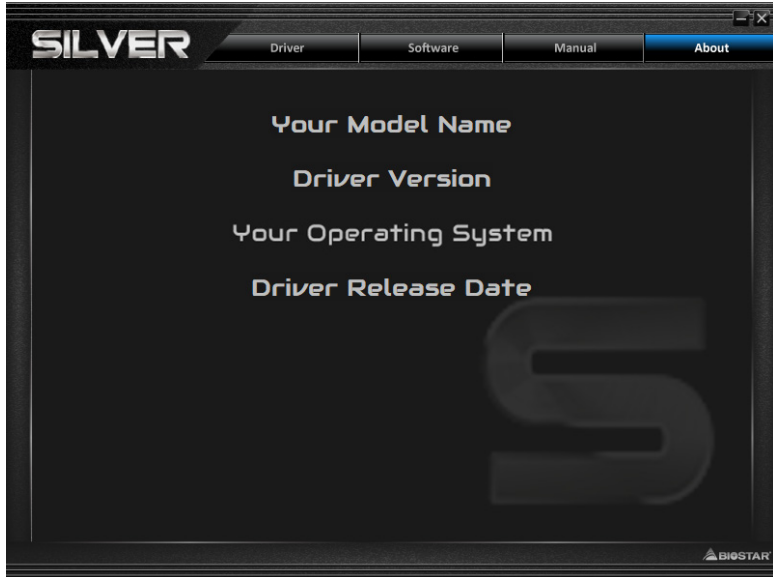 SILVER
Driver Software Manual About
Your Model Name
Driver Version
Your Operating System
Driver Release Date
BIOSTAR